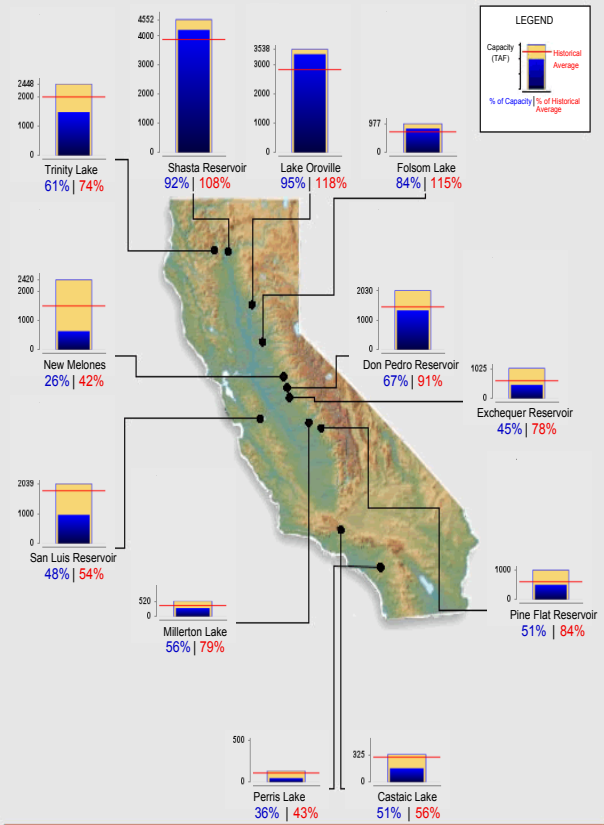 LEGEND
Capacity
(TAF)
Historical
Average
% of Capacity | % of Historical
Average
4552
4000
3000
2000
1000
0
Shasta Reservoir
92% | 108%
3538
3000
2000
1000
0
Lake Oroville
95% | 118%
977
0
Folsom Lake
84% | 115%
2448
2000
1000
0
Trinity Lake
61% | 74%
2420
2000
1000
0
New Melones
26% | 42%
2030
1000
0
Don Pedro Reservoir
67% | 91%
1025
0
Exchequer Reservoir
45% | 78%
2039
1000
0
San Luis Reservoir
48% | 54%
520
0
Millerton Lake
56% | 79%
1000
0
Pine Flat Reservoir
51% | 84%
500
0
Perris Lake
36% | 43%
325
0
Castaic Lake
51% | 56%